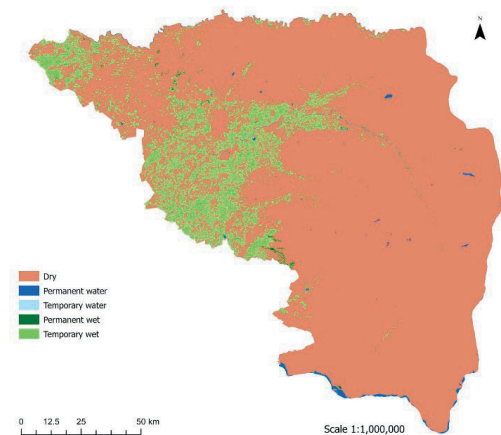 N
Dry
Permanent water
Temporary water
Permanent wet
Temporary wet
0 12.5 25 50 km
Scale 1:1,000,000